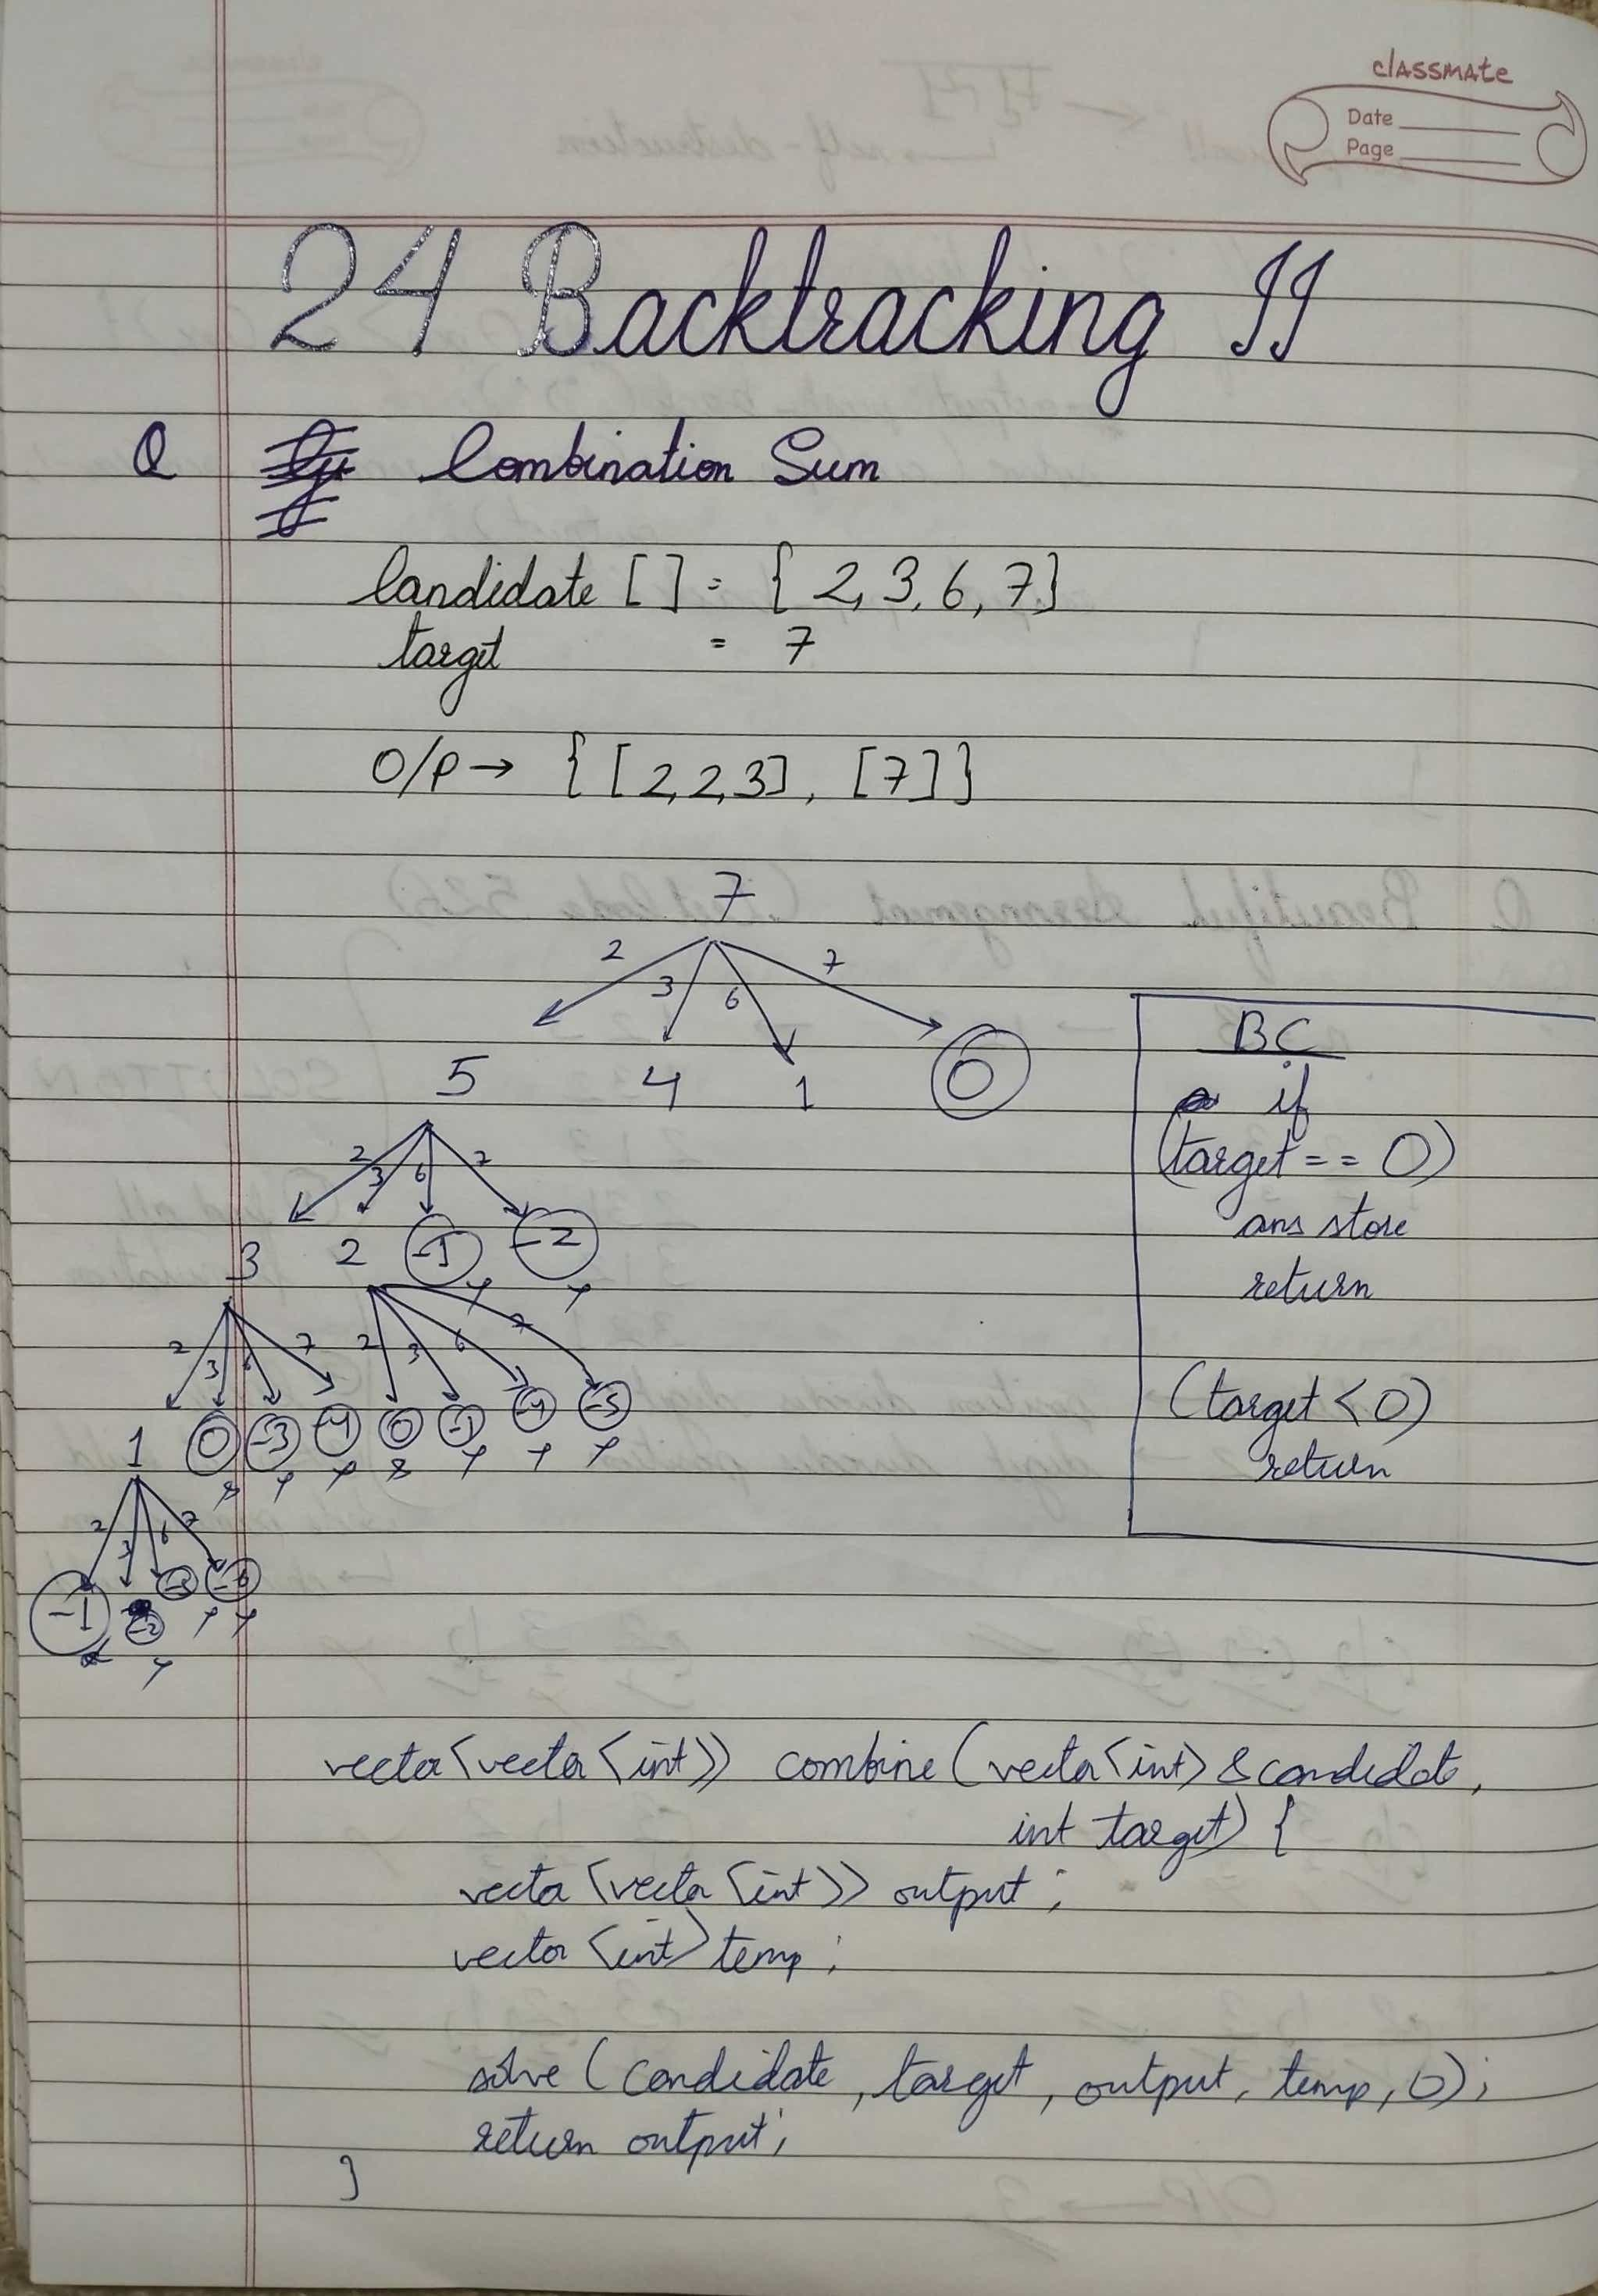 classmate
Date
Page
24 Backtracking II
Q Combination Sum
Candidate [] = { 2, 3, 6, 7}
target = 7
O/P → { [2,2,3], [7]}
7
2 3 6 7
5 4 1 0
2 3 6 7
3 2 -1 -2
2 3 6 7 2 3 6 7
1 0 -3 -4 0 -1 -4 -5
2 3 6 7
-1 -2
BC
if
(target == 0)
ans store
return
(target < 0)
return
vector<vector<int>> combine (vector<int> &candidate,
int target) {
vector<vector<int>> output ;
vector<int> temp ;
solve (candidate, target, output, temp, 0);
return output;
}